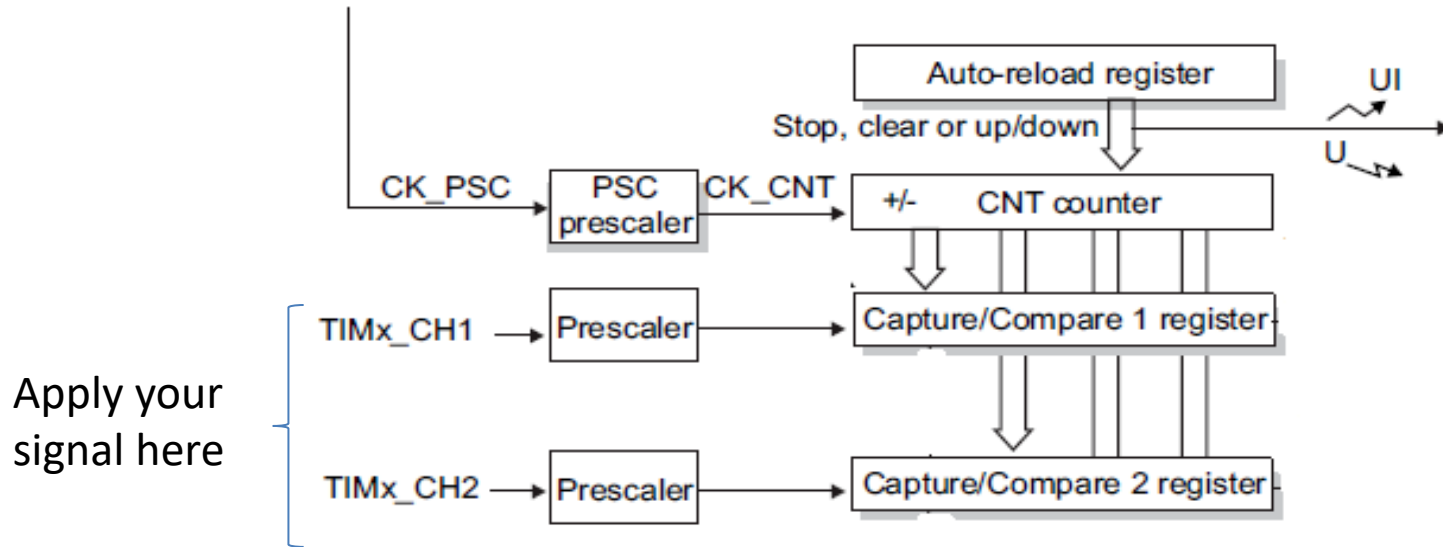 Auto-reload register
UI
Stop, clear or up/down
U
CK_PSC
PSC
prescaler
CK_CNT
+/- CNT counter
TIMx_CH1
Prescaler
Capture/Compare 1 register
Apply your
signal here
TIMx_CH2
Prescaler
Capture/Compare 2 register